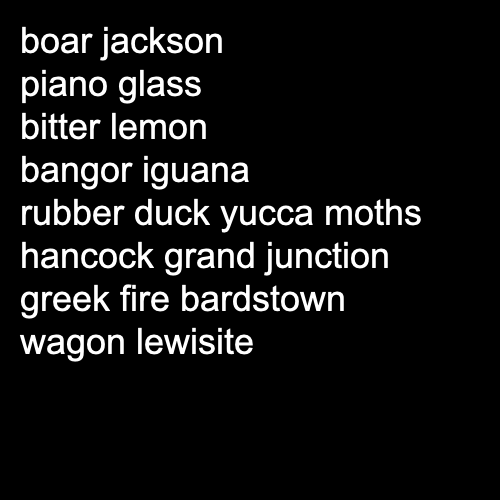 boar jackson
piano glass
bitter lemon
bangor iguana
rubber duck yucca moths
hancock grand junction
greek fire bardstown
wagon lewisite